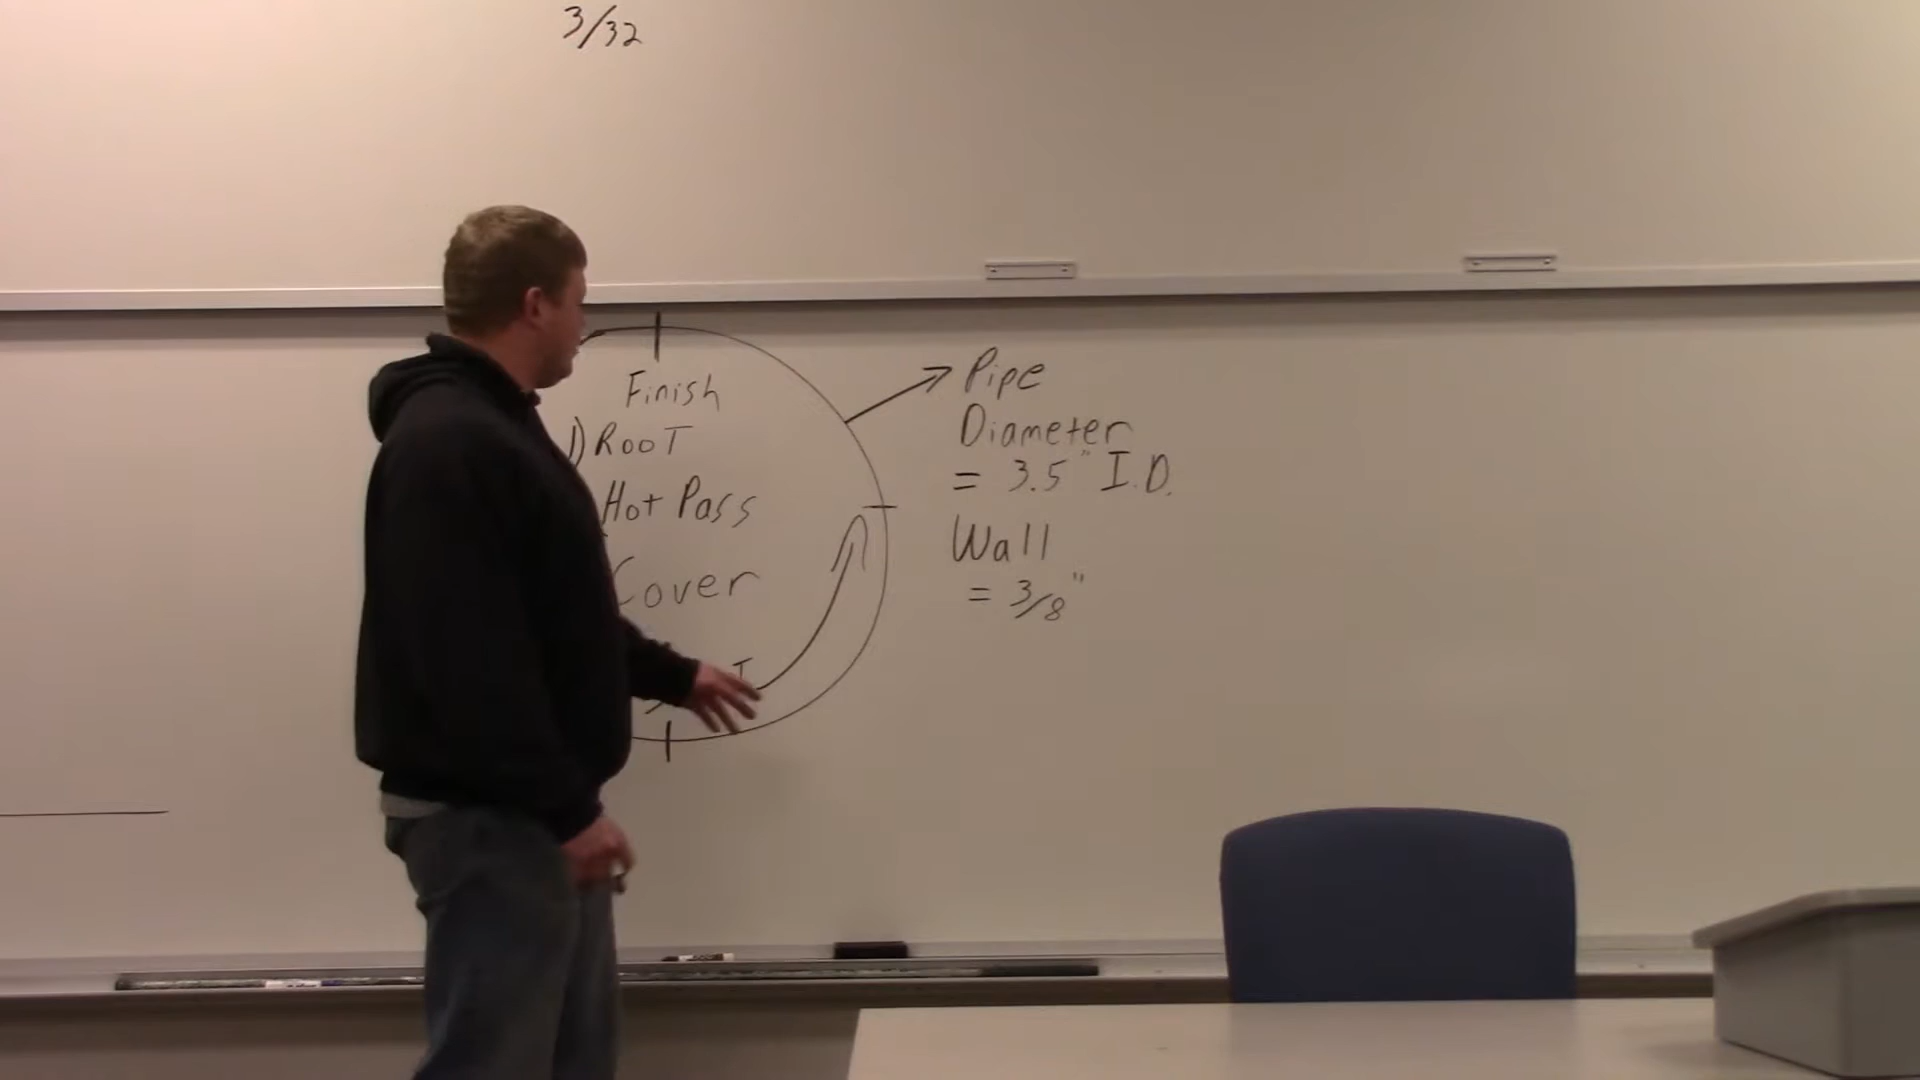 3/32
Finish
1) Root
Hot Pass
Cover
Pipe
Diameter
= 3.5" I.D.
Wall
= 3/8"